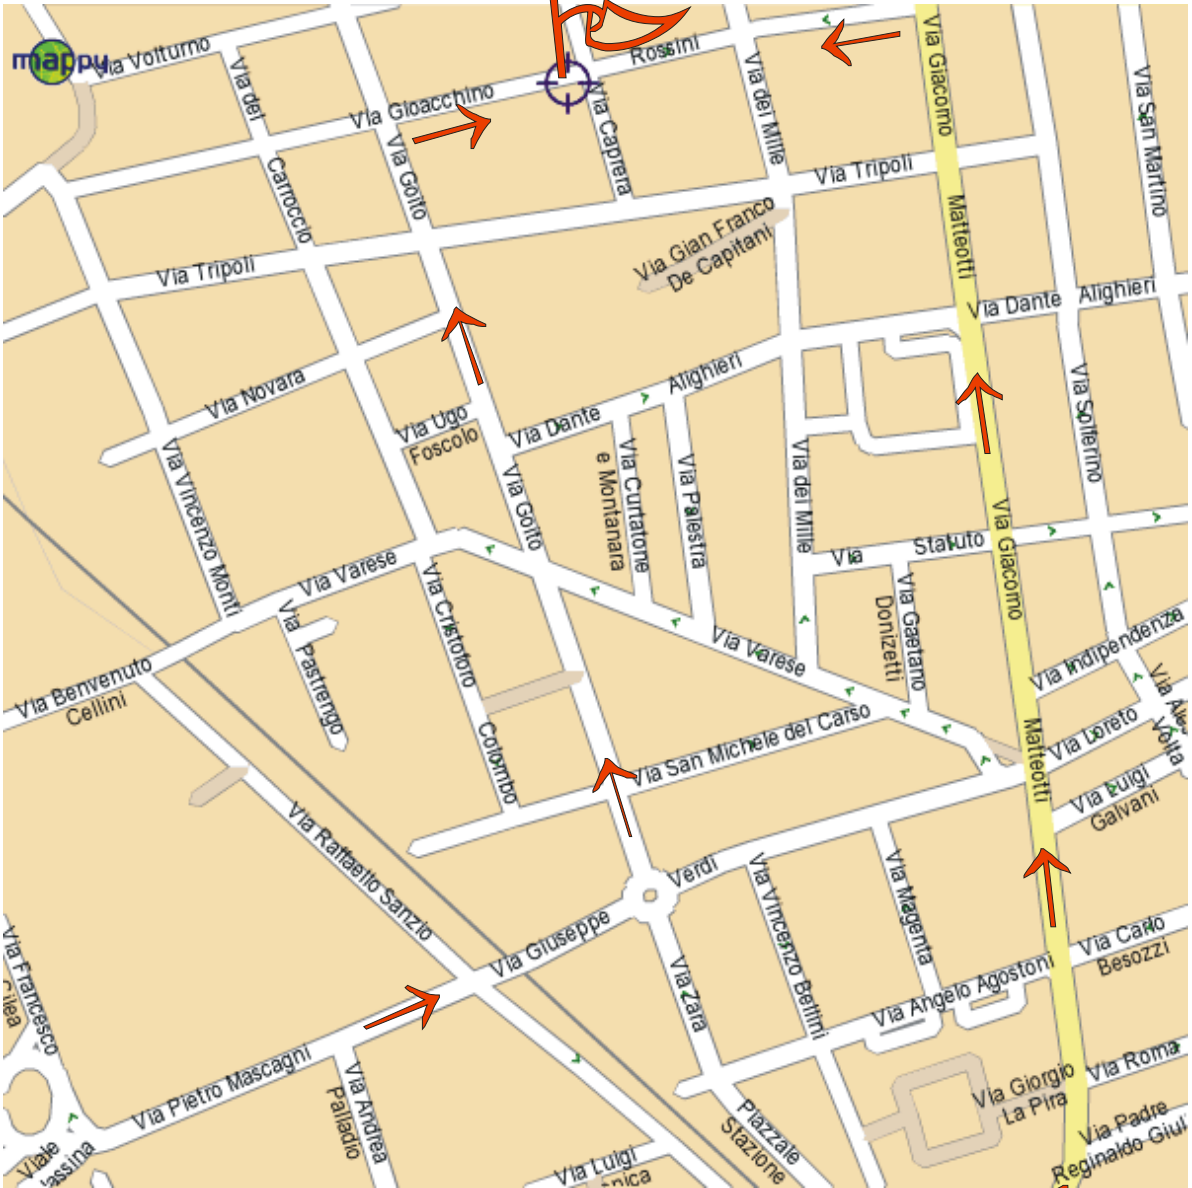 mappy
Via Volturno
Via del
Carroccio
Via Gioacchino
Rossini
Via Goito
Via Caprera
Via dei Mille
Via Giacomo
Matteotti
Via San Martino
Via Tripoli
Via Tripoli
Via Gian Franco
De Capitani
Via Dante
Alighieri
Via Novara
Via Ugo
Foscolo
Via Dante
Alighieri
Via Solferino
Via Vincenzo Monti
Via Goito
Via Curtatone
e Montanara
Via Palestra
Via dei Mille
Via
Statuto
Via Giacomo
Matteotti
Via Varese
Via Cristoforo
Colombo
Via Pastrengo
Via Gaetano
Donizetti
Via Varese
Via Indipendenza
Via Benvenuto
Cellini
Via San Michele del Carso
Via Loreto
Via
Volta
Via Luigi
Galvani
Via Raffaello Sanzio
Via Giuseppe
Verdi
Via Vincenzo Bellini
Via Magenta
Via Zara
Via Angelo Agostoni
Via Carlo
Besozzi
Via Francesco
Cilea
Via Pietro Mascagni
Via Andrea
Palladio
Via Giorgio
La Pira
Via Roma
Via Padre
Reginaldo Giuli
Piazzale
Stazione
Via Luigi
Viale